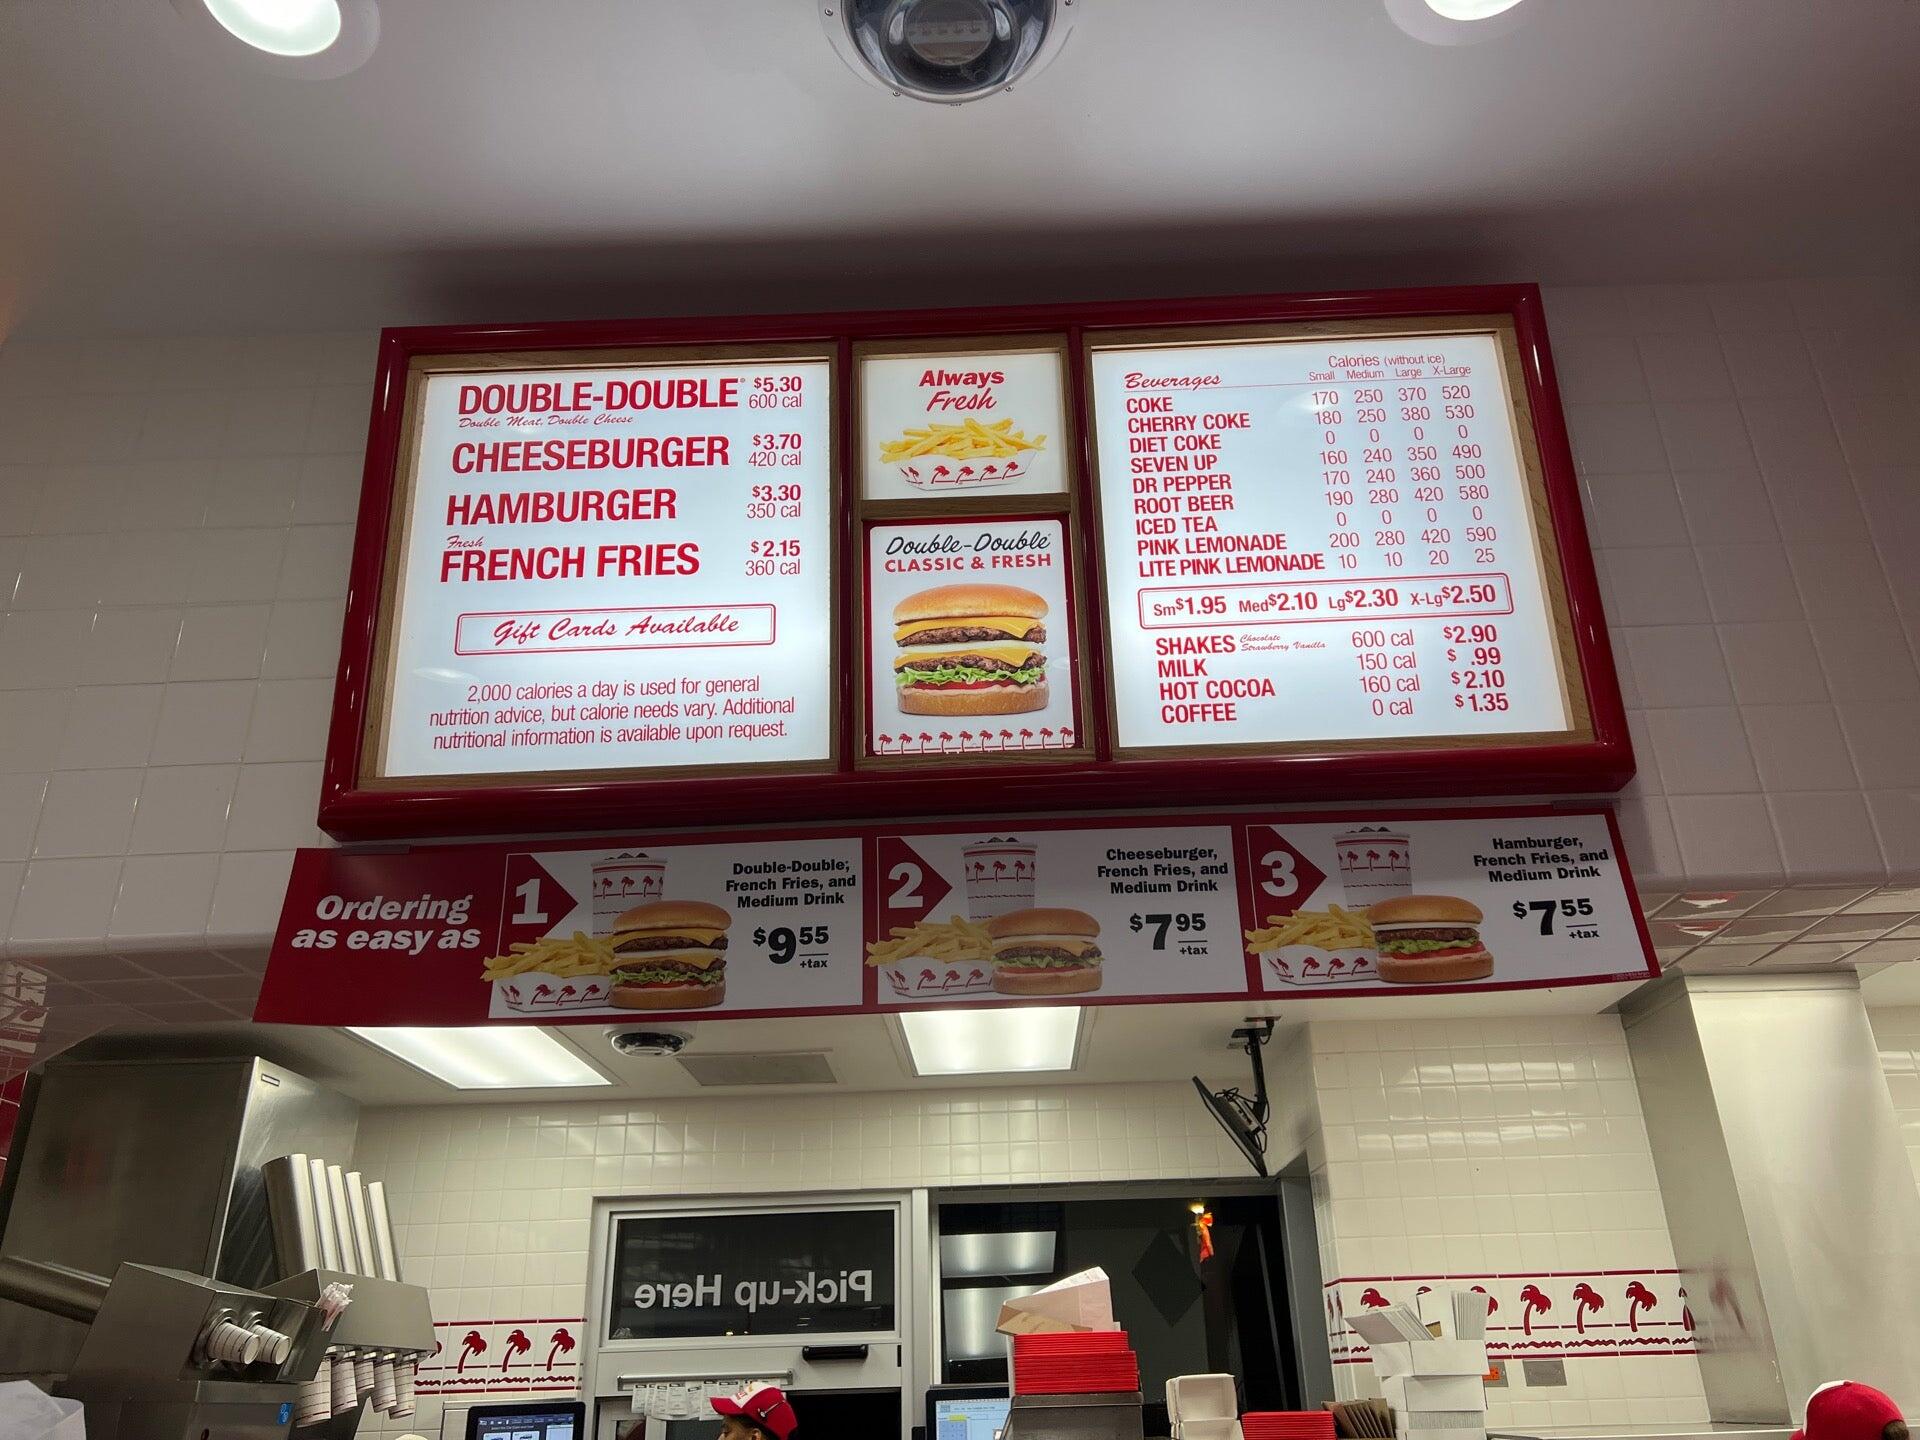 DOUBLE-DOUBLE® $5.30
Double Meat, Double Cheese 600 cal
CHEESEBURGER $3.70
420 cal
HAMBURGER $3.30
350 cal
Fresh
FRENCH FRIES $2.15
360 cal
Gift Cards Available
2,000 calories a day is used for general
nutrition advice, but calorie needs vary. Additional
nutritional information is available upon request.
Always
Fresh
Double-Double®
CLASSIC & FRESH
Calories (without ice)
Beverages Small Medium Large X-Large
COKE 170 250 370 520
CHERRY COKE 180 250 380 530
DIET COKE 0 0 0 0
SEVEN UP 160 240 350 490
DR PEPPER 170 240 360 500
ROOT BEER 190 280 420 580
ICED TEA 0 0 0 0
PINK LEMONADE 200 280 420 590
LITE PINK LEMONADE 10 10 20 25
Sm$1.95 Med$2.10 Lg$2.30 X-Lg$2.50
SHAKES Chocolate Strawberry Vanilla 600 cal $2.90
MILK 150 cal $ .99
HOT COCOA 160 cal $2.10
COFFEE 0 cal $1.35
Ordering
as easy as
1
Double-Double®,
French Fries, and
Medium Drink
$9.55
+tax
2
Cheeseburger,
French Fries, and
Medium Drink
$7.95
+tax
3
Hamburger,
French Fries, and
Medium Drink
$7.55
+tax
Pick-up Here